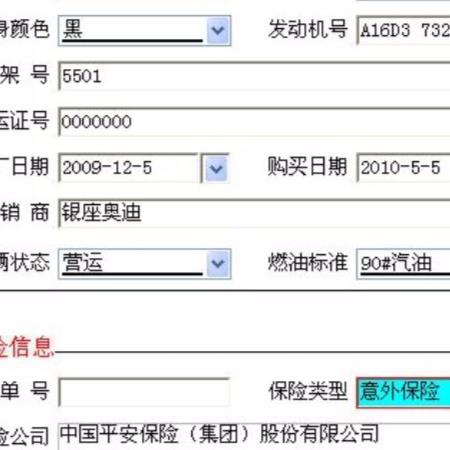 身颜色 黑 发动机号 A16D3 732
架 号 5501
运证号 0000000
厂日期 2009-12-5 购买日期 2010-5-5
销 商 银座奥迪
辆状态 营运 燃油标准 90#汽油
险信息
单 号 保险类型 意外保险
险公司 中国平安保险（集团）股份有限公司